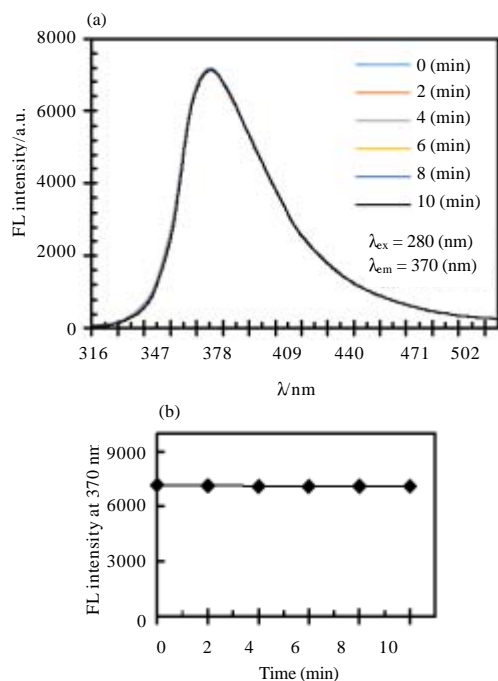 (a)
8000
6000
4000
2000
0
FL intensity/a.u.
0 (min)
2 (min)
4 (min)
6 (min)
8 (min)
10 (min)
λex = 280 (nm)
λem = 370 (nm)
316 347 378 409 440 471 502
λ/nm
(b)
9000
6000
3000
0
FL intensity at 370 nm
0 2 4 6 8 10
Time (min)